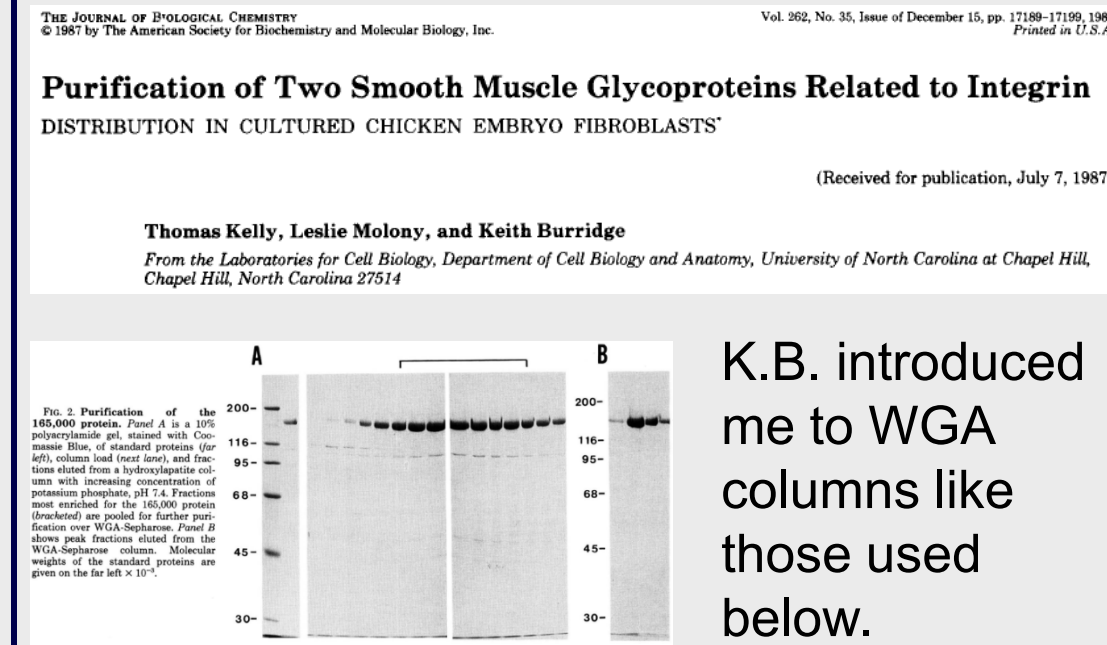 THE JOURNAL OF BIOLOGICAL CHEMISTRY
© 1987 by The American Society for Biochemistry and Molecular Biology, Inc.
Vol. 262, No. 35, Issue of December 15, pp. 17189–17199, 198
Printed in U.S.A
Purification of Two Smooth Muscle Glycoproteins Related to Integrin
DISTRIBUTION IN CULTURED CHICKEN EMBRYO FIBROBLASTS*
(Received for publication, July 7, 1987
Thomas Kelly, Leslie Molony, and Keith Burridge
From the Laboratories for Cell Biology, Department of Cell Biology and Anatomy, University of North Carolina at Chapel Hill,
Chapel Hill, North Carolina 27514
FIG. 2. Purification of the
165,000 protein. Panel A is a 10%
polyacrylamide gel, stained with Coo-
massie Blue, of standard proteins (far
left), column load (next lane), and frac-
tions eluted from a hydroxylapatite col-
umn with increasing concentration of
potassium phosphate, pH 7.4. Fractions
most enriched for the 165,000 protein
(bracketed) are pooled for further puri-
fication over WGA-Sepharose. Panel B
shows peak fractions eluted from the
WGA-Sepharose column. Molecular
weights of the standard proteins are
given on the far left × 10⁻³.
A
200-
116-
95-
68-
45-
30-
B
200-
116-
95-
68-
45-
30-
K.B. introduced
me to WGA
columns like
those used
below.